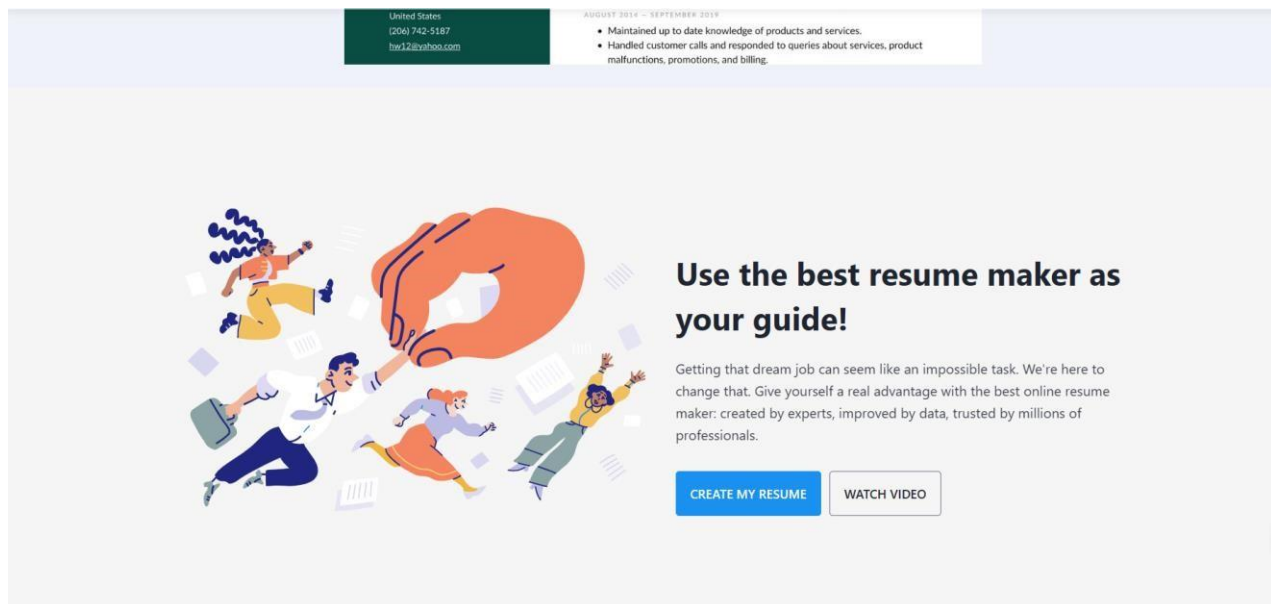 United States
(206) 742-5187
hw12@yahoo.com
AUGUST 2014 — SEPTEMBER 2019
• Maintained up to date knowledge of products and services.
• Handled customer calls and responded to queries about services, product
malfunctions, promotions, and billing.
Use the best resume maker as
your guide!
Getting that dream job can seem like an impossible task. We're here to
change that. Give yourself a real advantage with the best online resume
maker: created by experts, improved by data, trusted by millions of
professionals.
CREATE MY RESUME
WATCH VIDEO